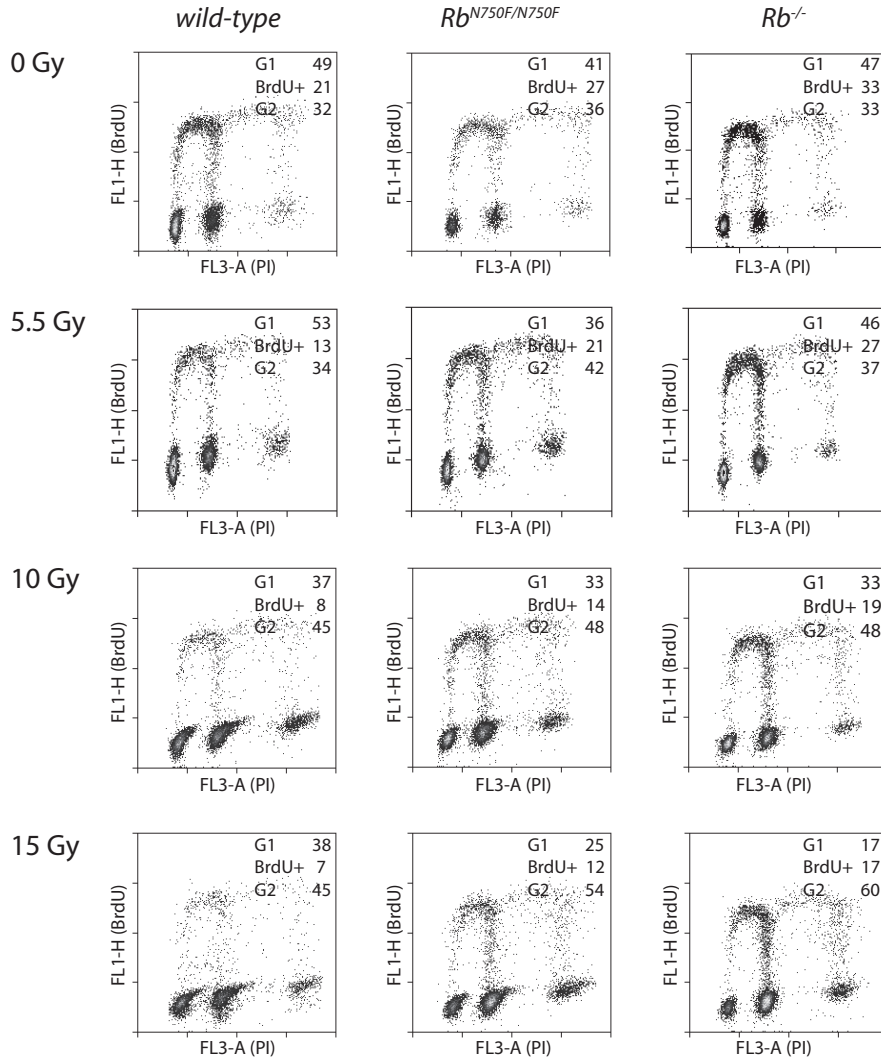 wild-type Rb^N750F/N750F Rb^-/-
0 Gy
G1 49 G1 41 G1 47
BrdU+ 21 BrdU+ 27 BrdU+ 33
G2 32 G2 36 G2 33
FL1-H (BrdU) FL1-H (BrdU) FL1-H (BrdU)
FL3-A (PI) FL3-A (PI) FL3-A (PI)
5.5 Gy
G1 53 G1 36 G1 46
BrdU+ 13 BrdU+ 21 BrdU+ 27
G2 34 G2 42 G2 37
FL1-H (BrdU) FL1-H (BrdU) FL1-H (BrdU)
FL3-A (PI) FL3-A (PI) FL3-A (PI)
10 Gy
G1 37 G1 33 G1 33
BrdU+ 8 BrdU+ 14 BrdU+ 19
G2 45 G2 48 G2 48
FL1-H (BrdU) FL1-H (BrdU) FL1-H (BrdU)
FL3-A (PI) FL3-A (PI) FL3-A (PI)
15 Gy
G1 38 G1 25 G1 17
BrdU+ 7 BrdU+ 12 BrdU+ 17
G2 45 G2 54 G2 60
FL1-H (BrdU) FL1-H (BrdU) FL1-H (BrdU)
FL3-A (PI) FL3-A (PI) FL3-A (PI)